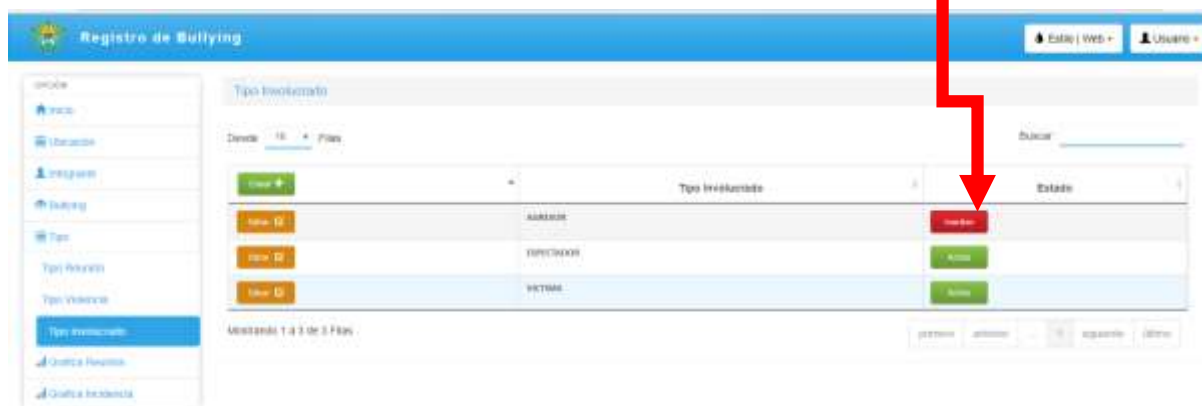 Registro de Bullying
Estilo | Web
Usuario
OPCIÓN
Inicio
Ubicación
Integrante
Bullying
Tipo
Tipo Reunión
Tipo Violencia
Tipo Involucrado
Grafica Reunión
Grafica Incidencia
Tipo Involucrado
Desde 10 Filas
Buscar
Crear
Tipo Involucrado
Estado
Editar
AGRESOR
Inactivo
Editar
ESPECTADOR
Activo
Editar
VICTIMA
Activo
Mostrando 1 a 3 de 3 Filas
primero anterior ... 1 siguiente último